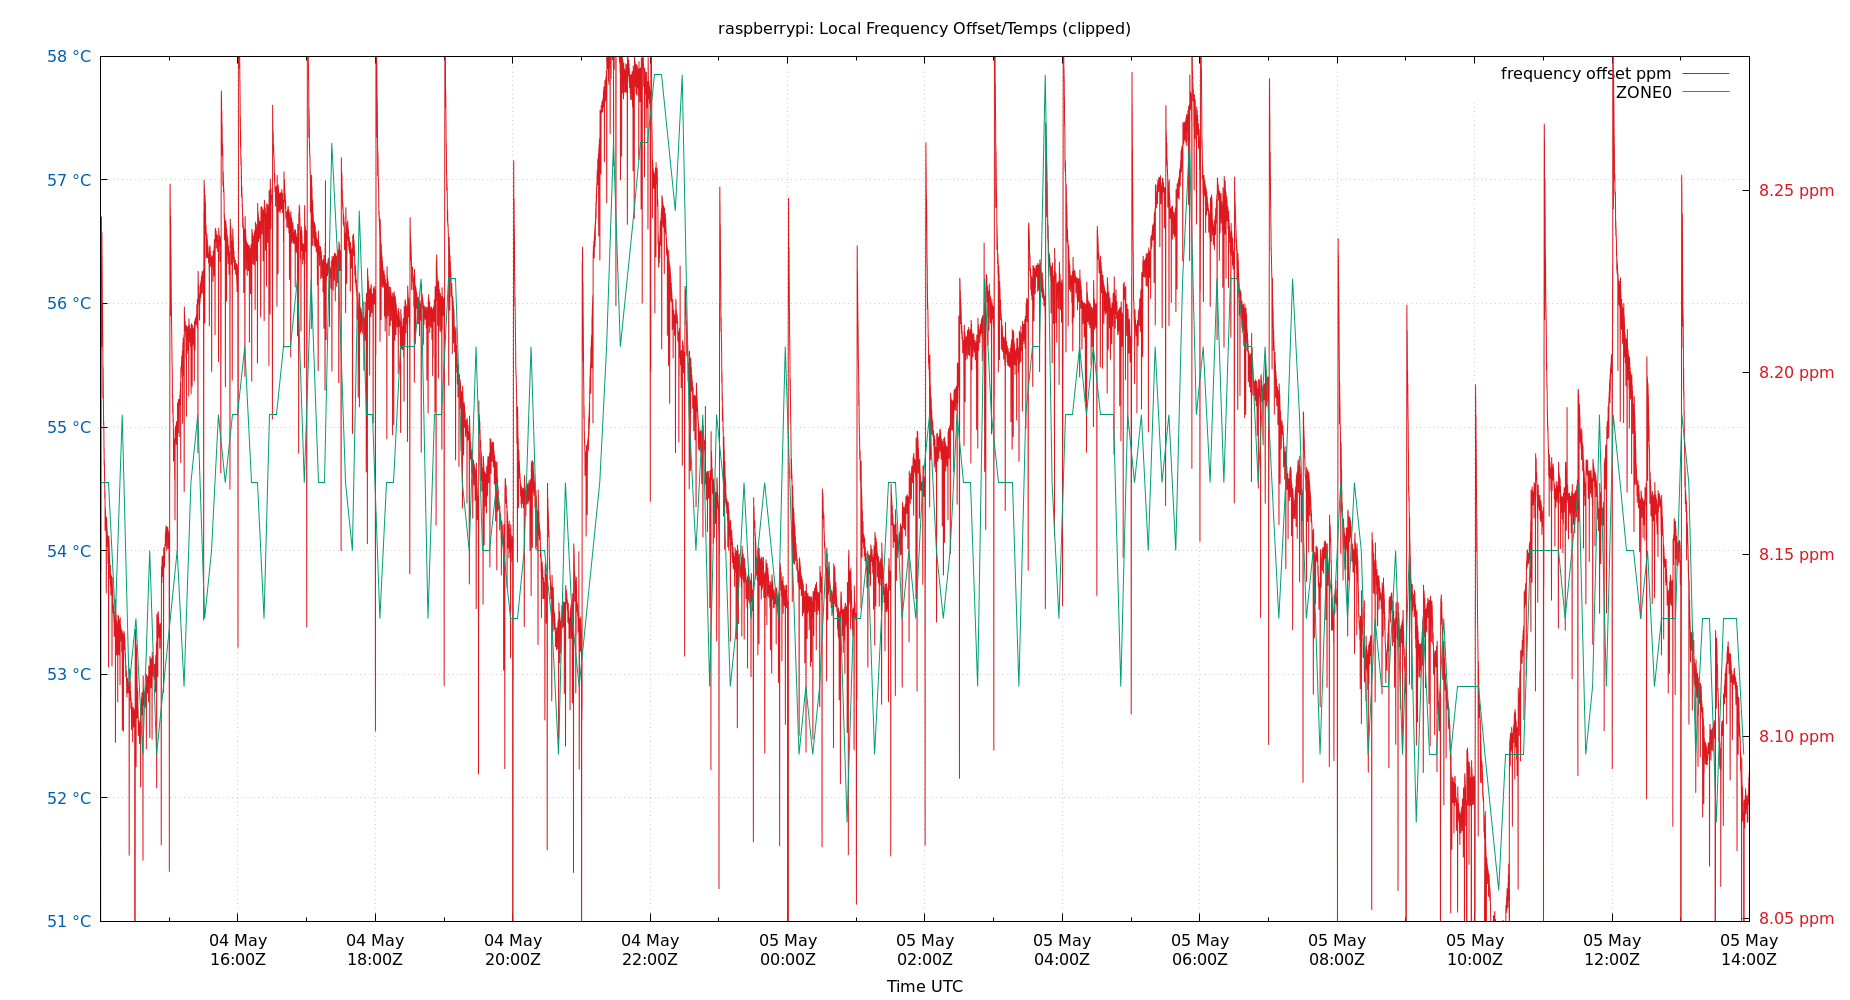 raspberrypi: Local Frequency Offset/Temps (clipped)
58 °C
57 °C
56 °C
55 °C
54 °C
53 °C
52 °C
51 °C
frequency offset ppm
ZONE0
8.25 ppm
8.20 ppm
8.15 ppm
8.10 ppm
8.05 ppm
04 May 04 May 04 May 04 May 05 May 05 May 05 May 05 May 05 May 05 May 05 May 05 May
16:00Z 18:00Z 20:00Z 22:00Z 00:00Z 02:00Z 04:00Z 06:00Z 08:00Z 10:00Z 12:00Z 14:00Z
Time UTC